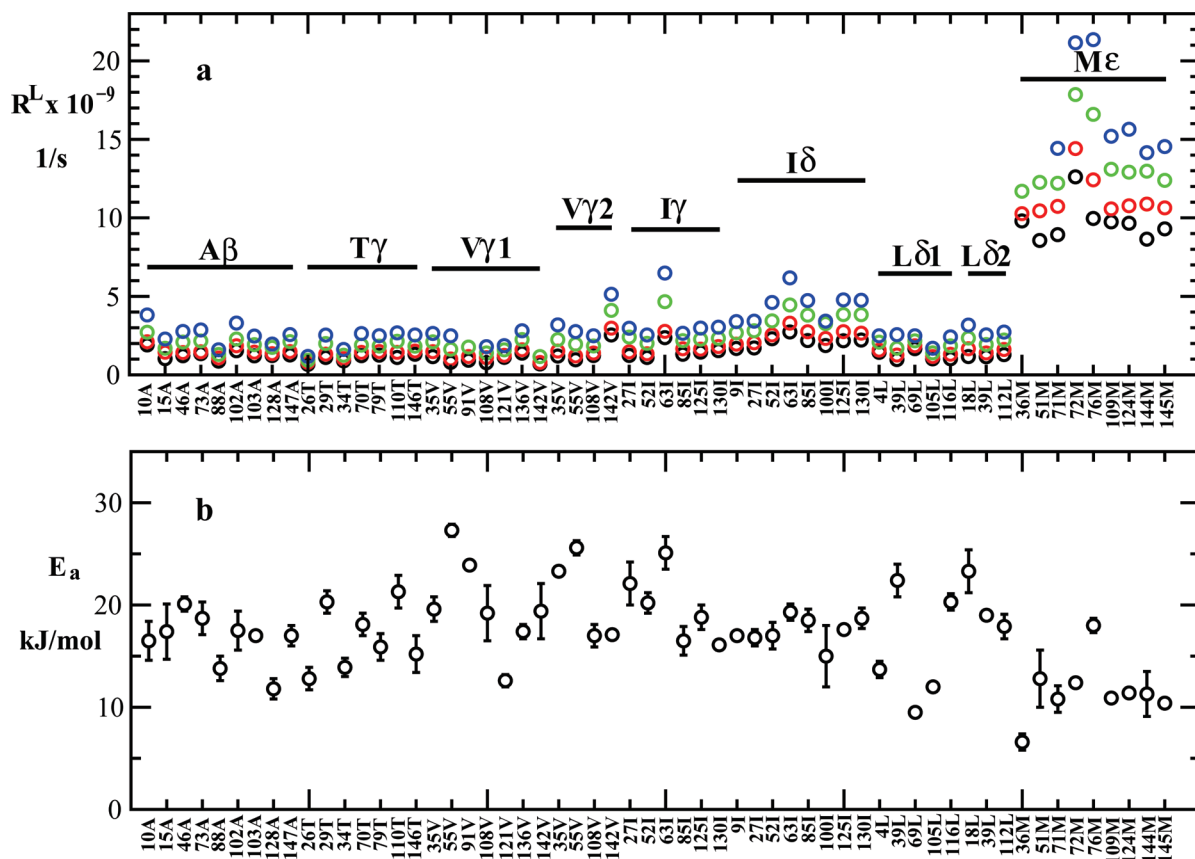 a
R^L x 10^-9
1/s
20
15
10
5
0
Mε
Iδ
Vγ2 Iγ
Aβ Tγ Vγ1 Lδ1 Lδ2
10A 15A 46A 73A 88A 102A 103A 128A 147A 26T 29T 34T 70T 79T 110T 146T 35V 55V 91V 108V 121V 136V 142V 35V 55V 108V 142V 27I 52I 63I 85I 125I 130I 9I 27I 52I 63I 85I 100I 125I 130I 4L 39L 69L 105L 116L 18L 39L 112L 36M 51M 71M 72M 76M 109M 124M 144M 145M
b
E_a
kJ/mol
30
20
10
0
10A 15A 46A 73A 88A 102A 103A 128A 147A 26T 29T 34T 70T 79T 110T 146T 35V 55V 91V 108V 121V 136V 142V 35V 55V 108V 142V 27I 52I 63I 85I 125I 130I 9I 27I 52I 63I 85I 100I 125I 130I 4L 39L 69L 105L 116L 18L 39L 112L 36M 51M 71M 72M 76M 109M 124M 144M 145M